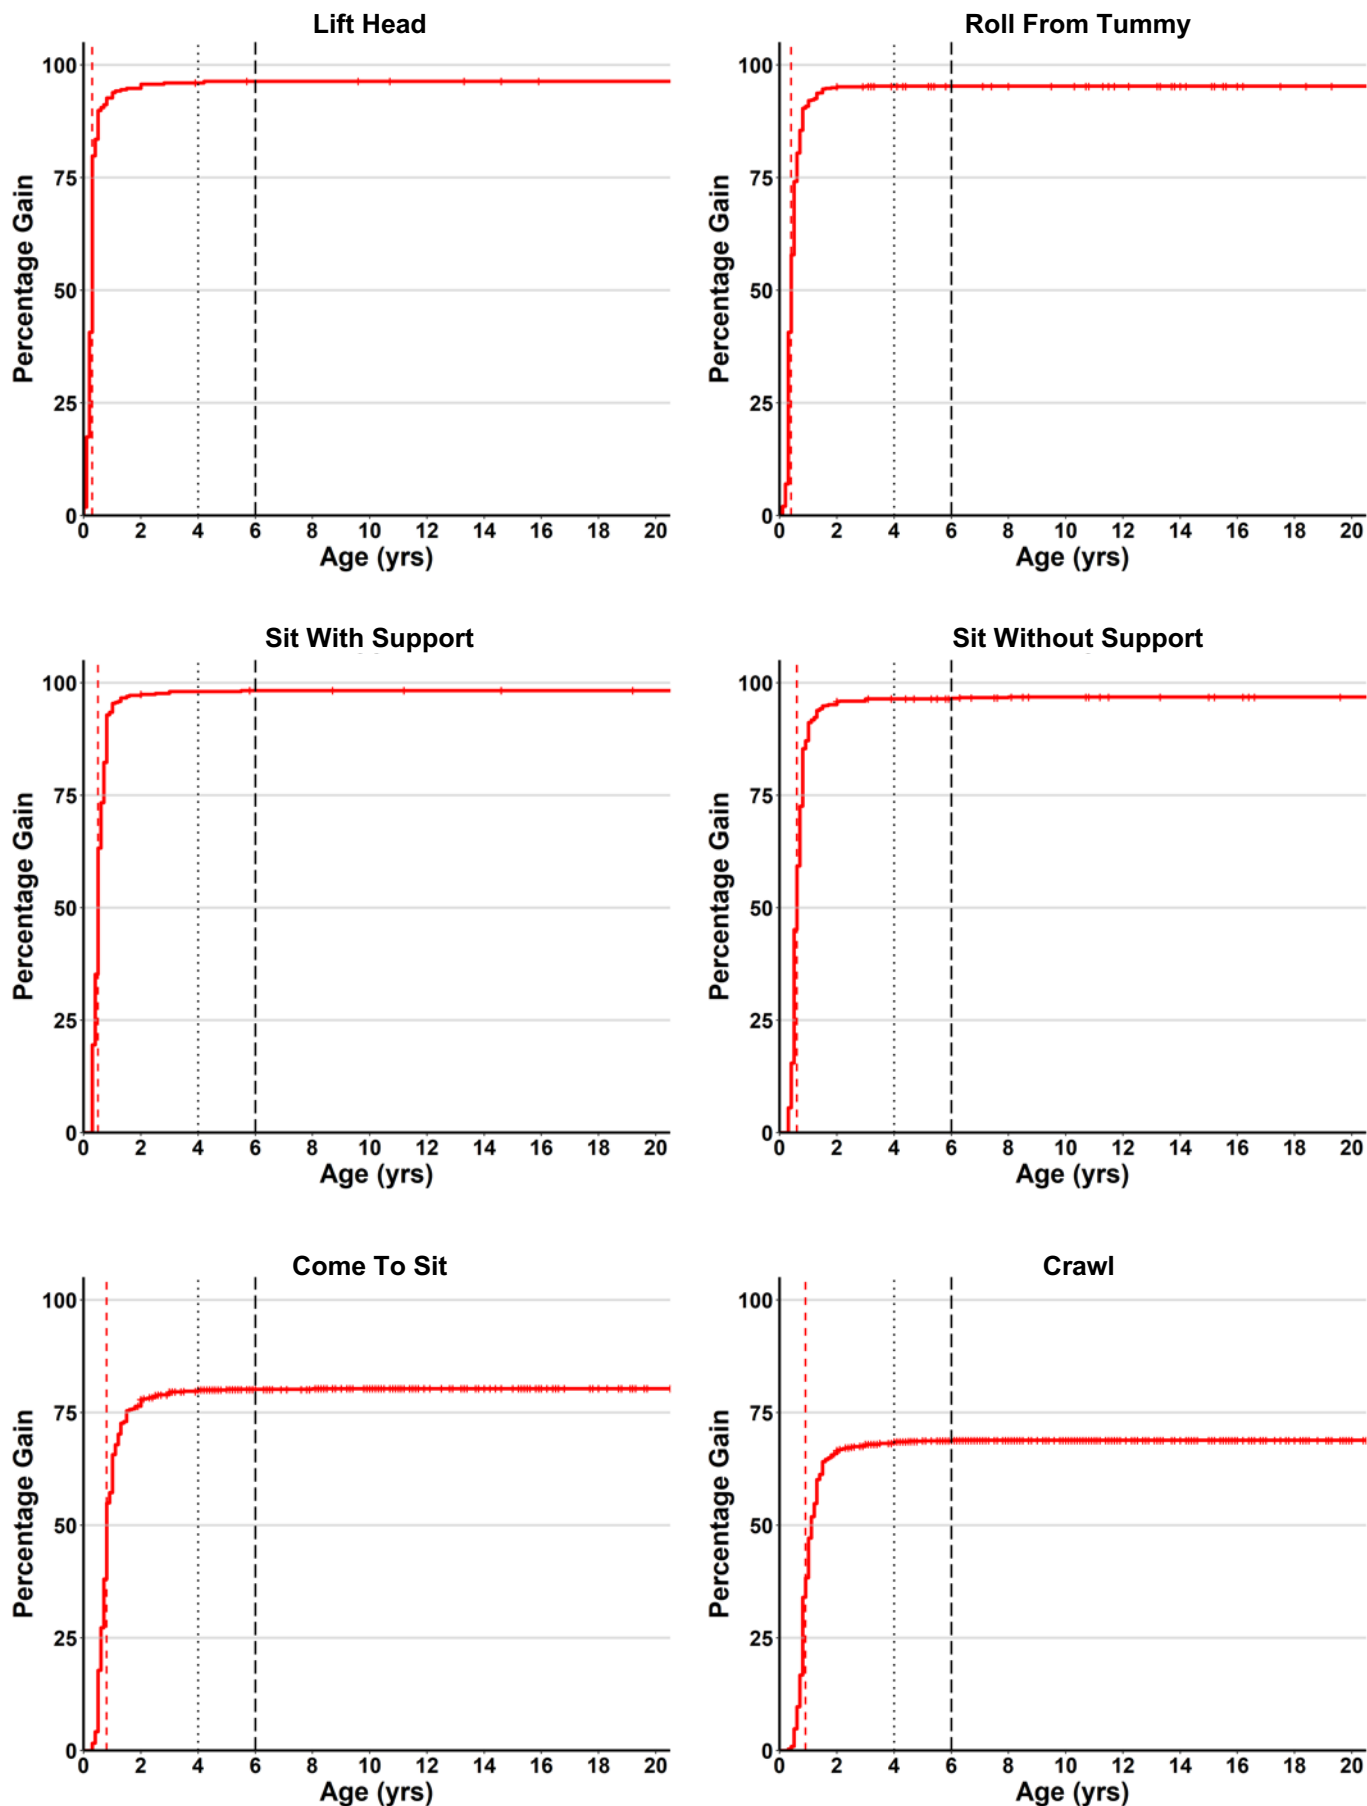 Lift Head
Roll From Tummy
100
75
50
25
0
Percentage Gain
0 2 4 6 8 10 12 14 16 18 20
Age (yrs)
100
75
50
25
0
Percentage Gain
0 2 4 6 8 10 12 14 16 18 20
Age (yrs)
Sit With Support
Sit Without Support
100
75
50
25
0
Percentage Gain
0 2 4 6 8 10 12 14 16 18 20
Age (yrs)
100
75
50
25
0
Percentage Gain
0 2 4 6 8 10 12 14 16 18 20
Age (yrs)
Come To Sit
Crawl
100
75
50
25
0
Percentage Gain
0 2 4 6 8 10 12 14 16 18 20
Age (yrs)
100
75
50
25
0
Percentage Gain
0 2 4 6 8 10 12 14 16 18 20
Age (yrs)